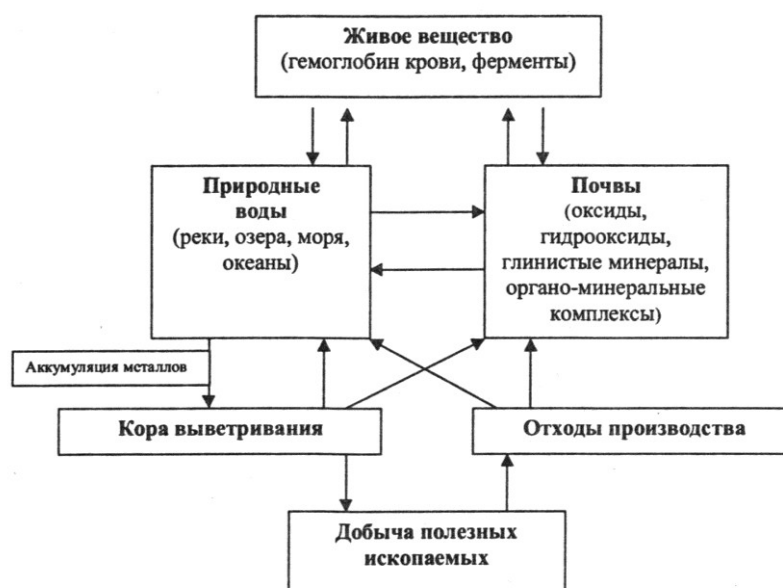 Живое вещество
(гемоглобин крови, ферменты)
Природные
воды
(реки, озера, моря,
океаны)
Почвы
(оксиды,
гидрооксиды,
глинистые минералы,
органо-минеральные
комплексы)
Аккумуляция металлов
Кора выветривания
Отходы производства
Добыча полезных
ископаемых